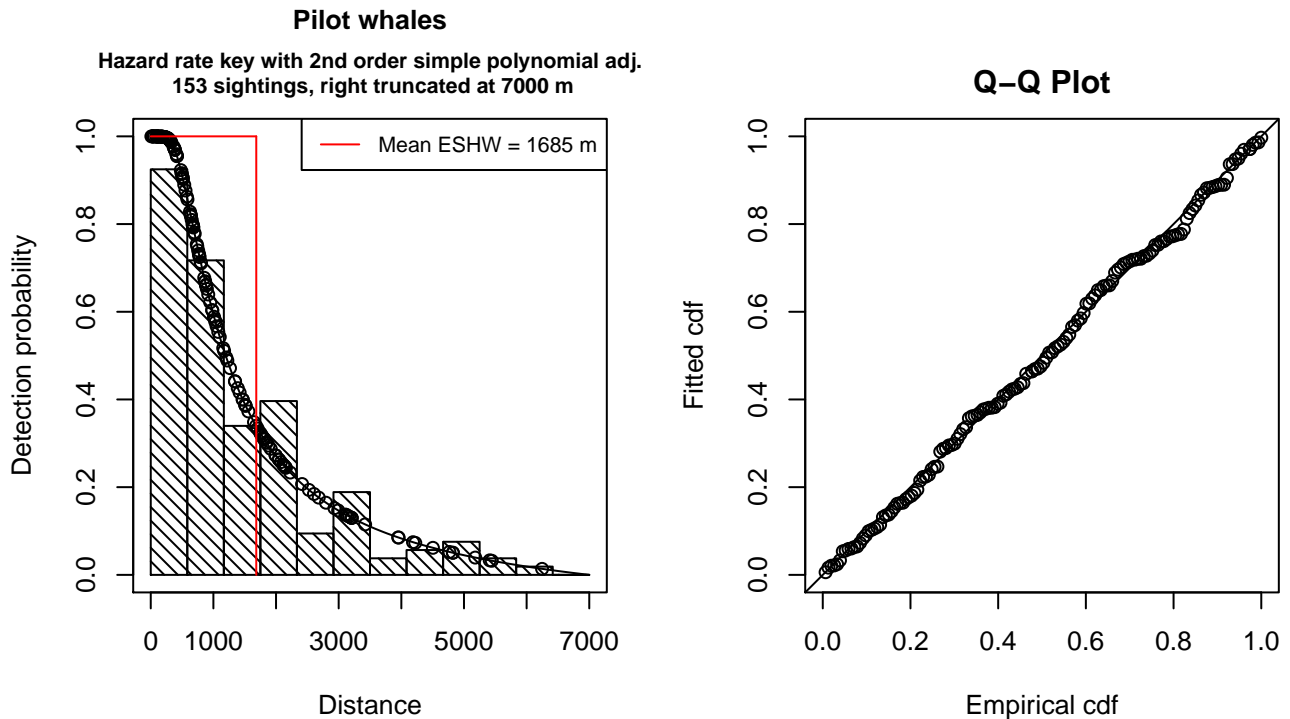 Pilot whales
Hazard rate key with 2nd order simple polynomial adj.
153 sightings, right truncated at 7000 m
Mean ESHW = 1685 m
Detection probability
1.0
0.8
0.6
0.4
0.2
0.0
0 1000 3000 5000 7000
Distance
Q−Q Plot
Fitted cdf
1.0
0.8
0.6
0.4
0.2
0.0
0.0 0.2 0.4 0.6 0.8 1.0
Empirical cdf